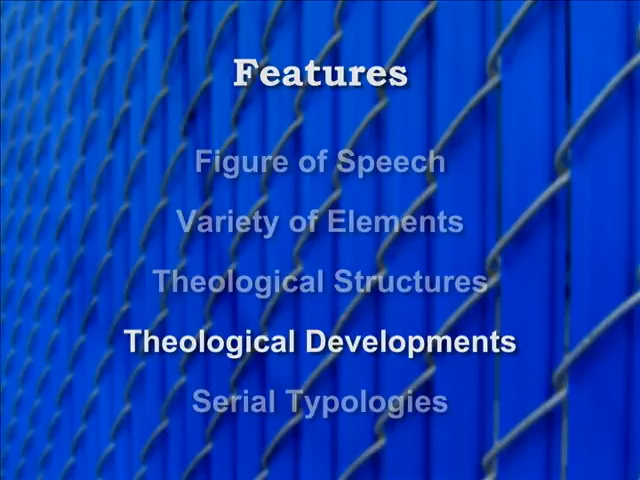 Features
Figure of Speech
Variety of Elements
Theological Structures
Theological Developments
Serial Typologies